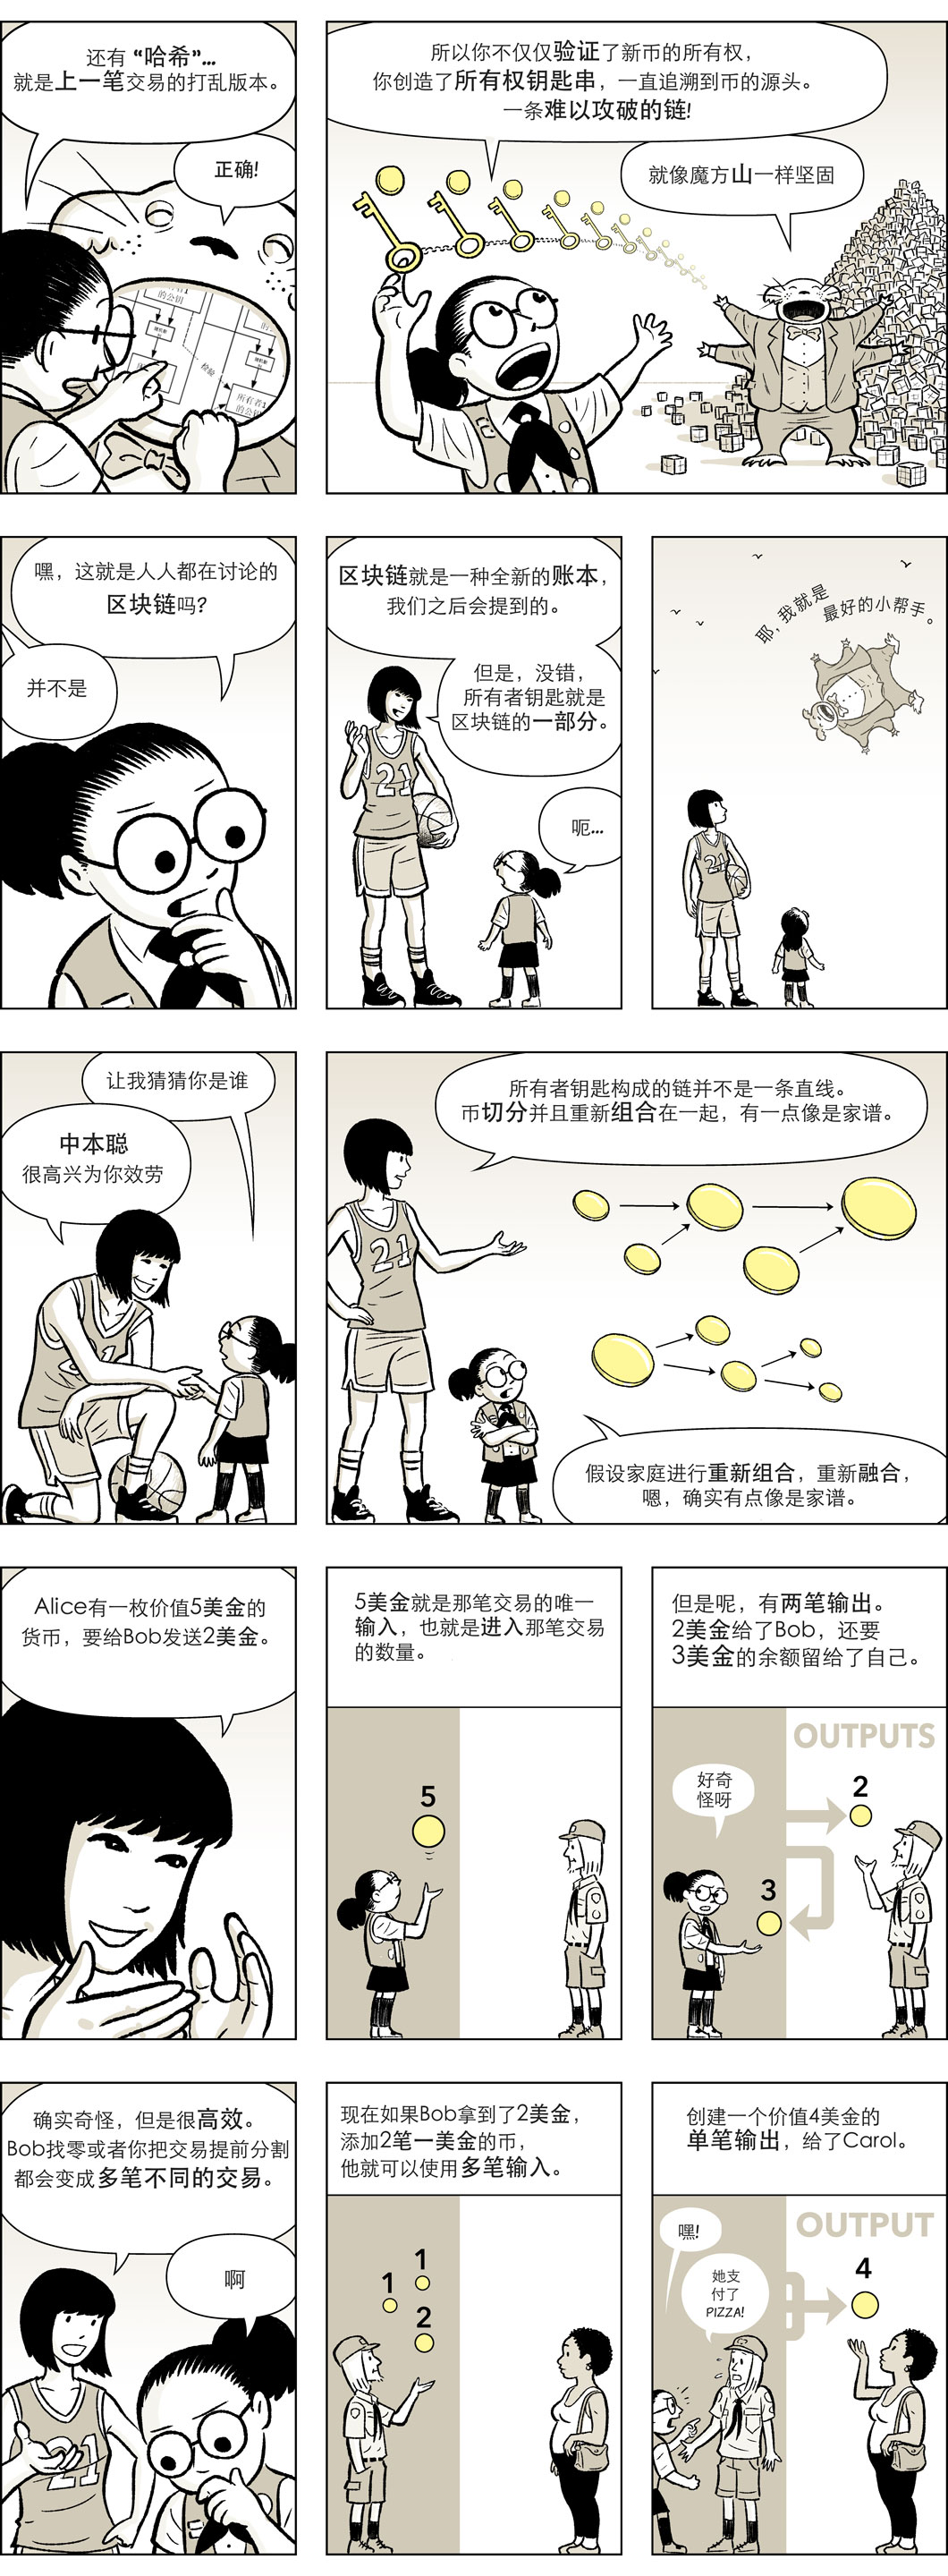 还有 “哈希”...
就是上一笔交易的打乱版本。
正确!
的公钥
检验
所有者1
的公钥
所以你不仅仅验证了新币的所有权，
你创造了所有权钥匙串，一直追溯到币的源头。
一条难以攻破的链!
就像魔方山一样坚固
嘿，这就是人人都在讨论的
区块链吗?
并不是
区块链就是一种全新的账本，
我们之后会提到的。
但是，没错，
所有者钥匙就是
区块链的一部分。
21
呃...
耶，我就是
最好的小帮手。
21
让我猜猜你是谁
中本聪
很高兴为你效劳
所有者钥匙构成的链并不是一条直线。
币切分并且重新组合在一起，有一点像是家谱。
21
假设家庭进行重新组合，重新融合，
嗯，确实有点像是家谱。
Alice有一枚价值5美金的
货币，要给Bob发送2美金。
5美金就是那笔交易的唯一
输入，也就是进入那笔交易
的数量。
5
但是呢，有两笔输出。
2美金给了Bob，还要
3美金的余额留给了自己。
OUTPUTS
好奇
怪呀
2
3
确实奇怪，但是很高效。
Bob找零或者你把交易提前分割
都会变成多笔不同的交易。
啊
21
现在如果Bob拿到了2美金，
添加2笔一美金的币，
他就可以使用多笔输入。
1
1
2
创建一个价值4美金的
单笔输出，给了Carol。
OUTPUT
嘿!
她支
付了
PIZZA!
4